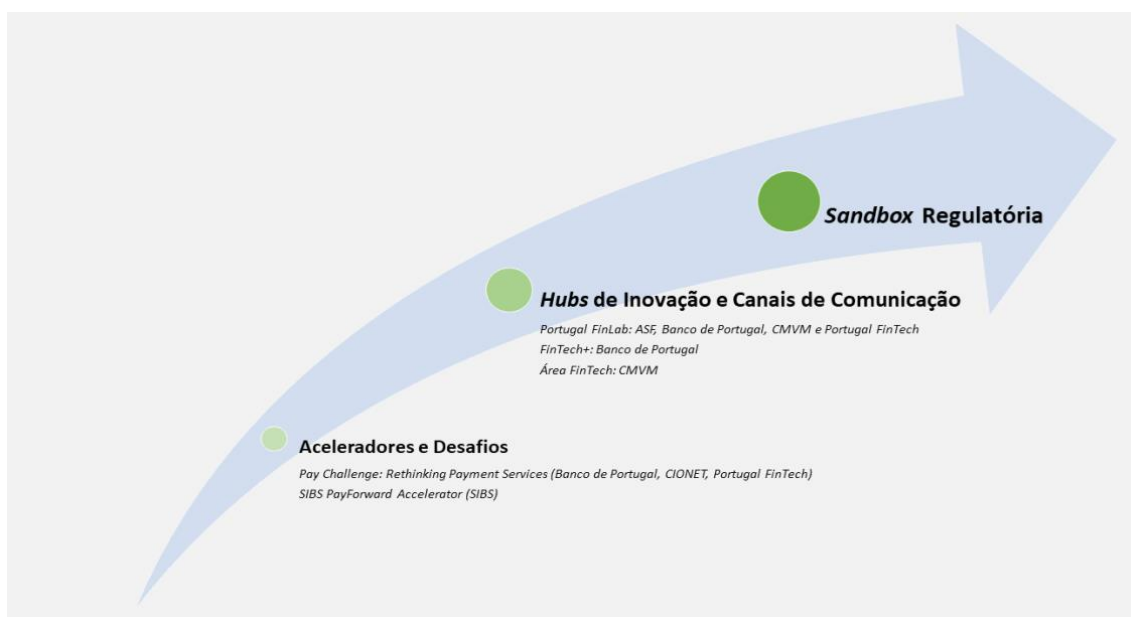 Sandbox Regulatória
Hubs de Inovação e Canais de Comunicação
Portugal FinLab: ASF, Banco de Portugal, CMVM e Portugal FinTech
FinTech+: Banco de Portugal
Área FinTech: CMVM
Aceleradores e Desafios
Pay Challenge: Rethinking Payment Services (Banco de Portugal, CIONET, Portugal FinTech)
SIBS PayForward Accelerator (SIBS)